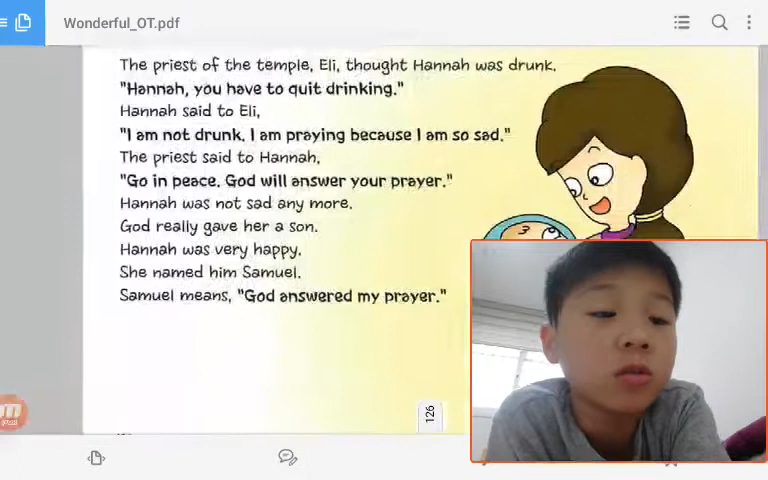 Wonderful_OT.pdf
The priest of the temple, Eli, thought Hannah was drunk.
"Hannah, you have to quit drinking."
Hannah said to Eli,
"I am not drunk. I am praying because I am so sad."
The priest said to Hannah,
"Go in peace. God will answer your prayer."
Hannah was not sad any more.
God really gave her a son.
Hannah was very happy.
She named him Samuel.
Samuel means, "God answered my prayer."
126